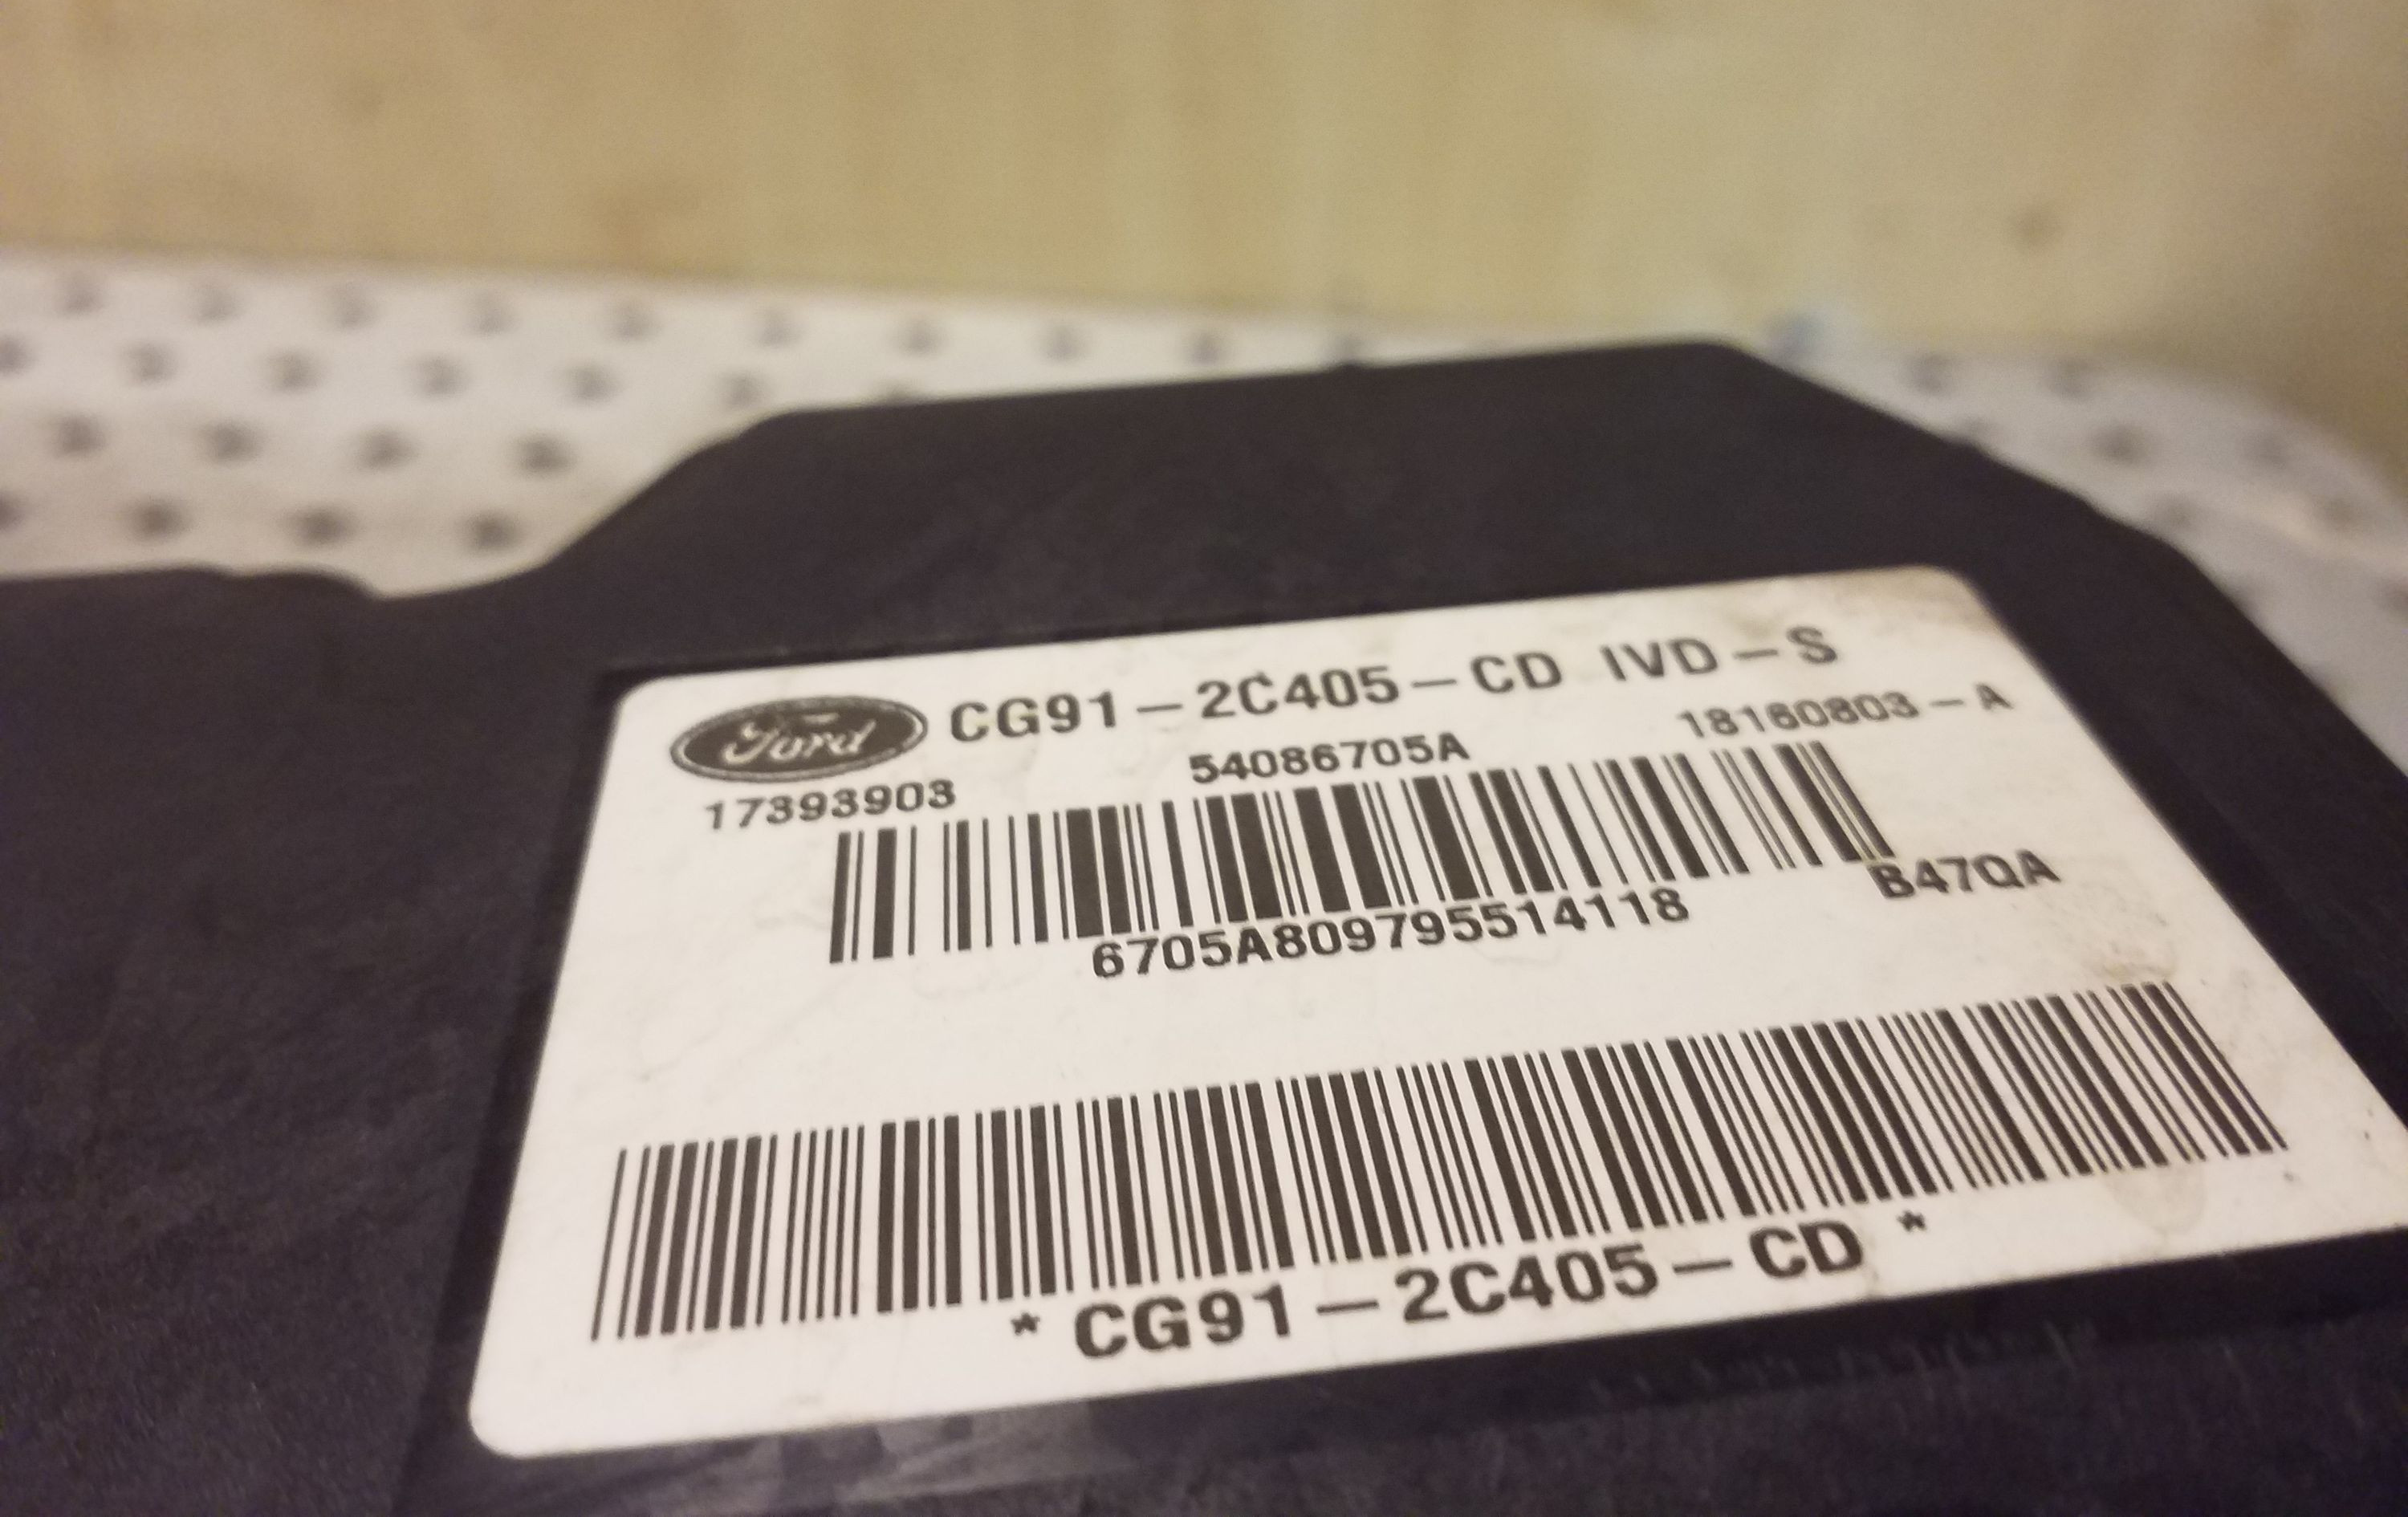 Ford CG91-2C405-CD IVD-S
17393903 54086705A 18160803-A
6705A809795514118 B47QA
* CG91-2C405-CD *